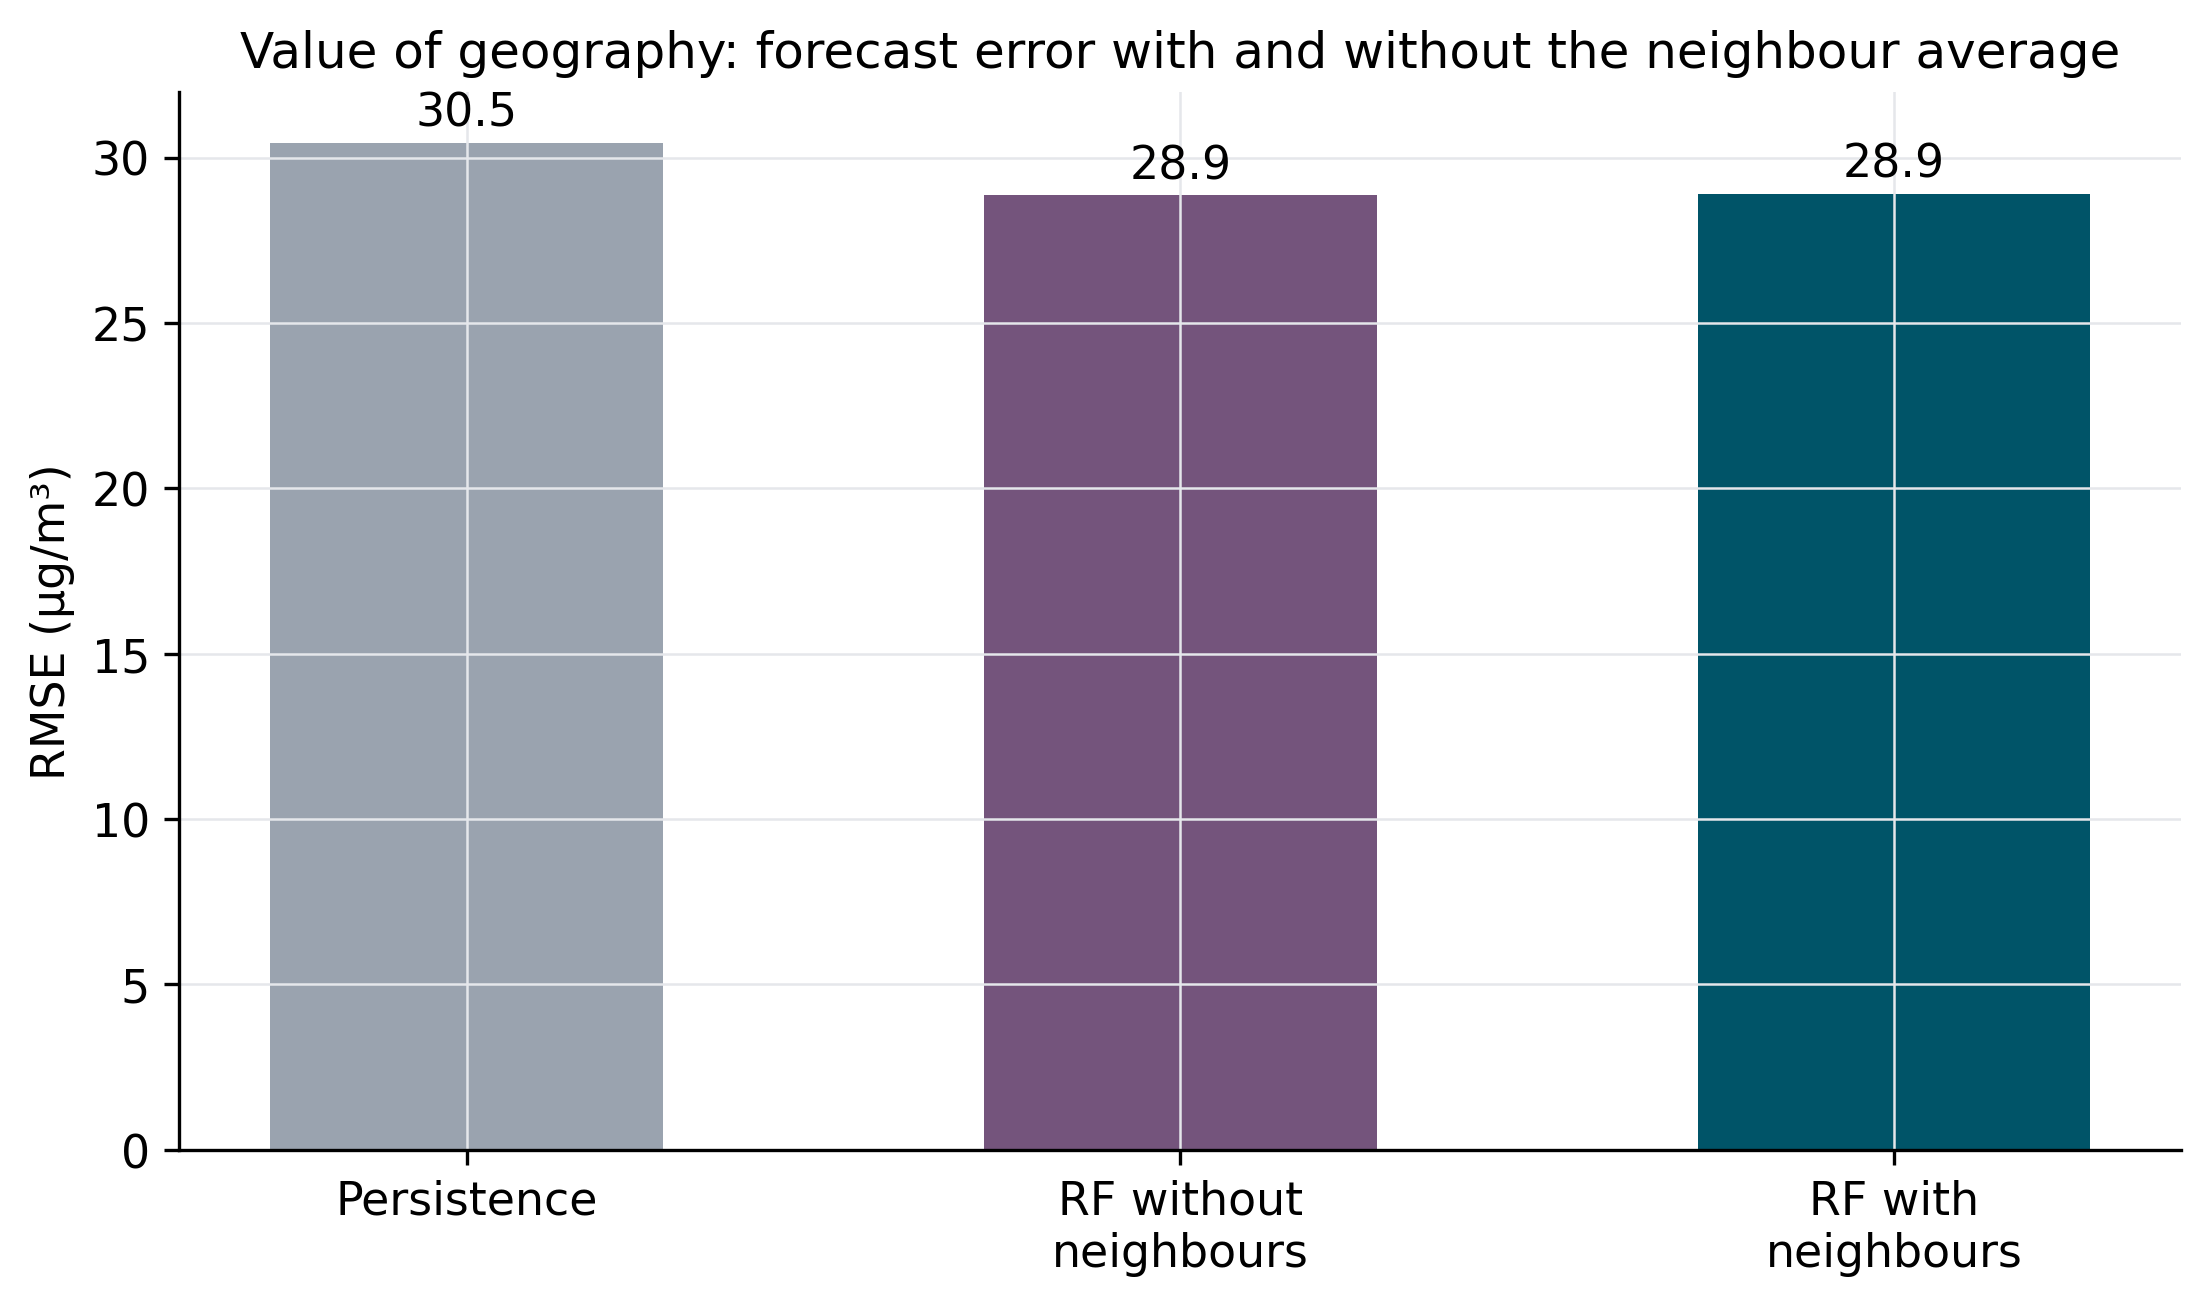 Value of geography: forecast error with and without the neighbour average
30.5
28.9
28.9
30
25
20
15
10
5
0
RMSE (µg/m³)
Persistence
RF without
neighbours
RF with
neighbours